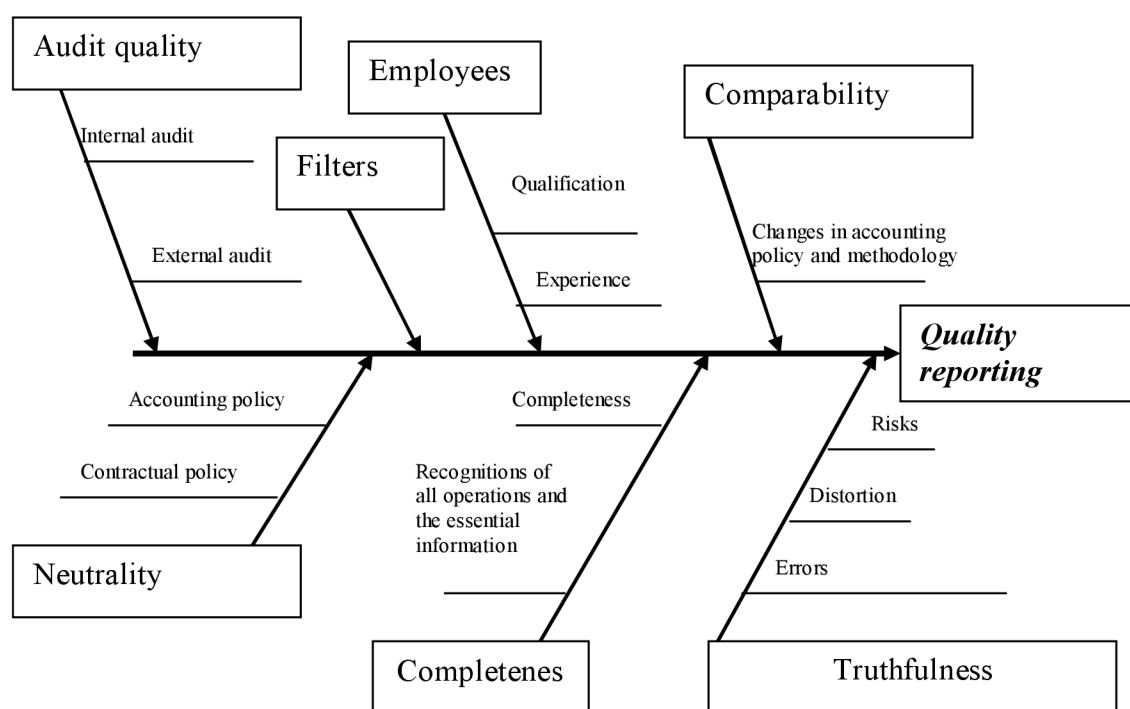 Audit quality
Employees
Comparability
Internal audit
Filters
Qualification
External audit
Changes in accounting
policy and methodology
Experience
Quality
reporting
Accounting policy
Completeness
Risks
Contractual policy
Recognitions of
all operations and
the essential
information
Distortion
Neutrality
Errors
Completenes
Truthfulness